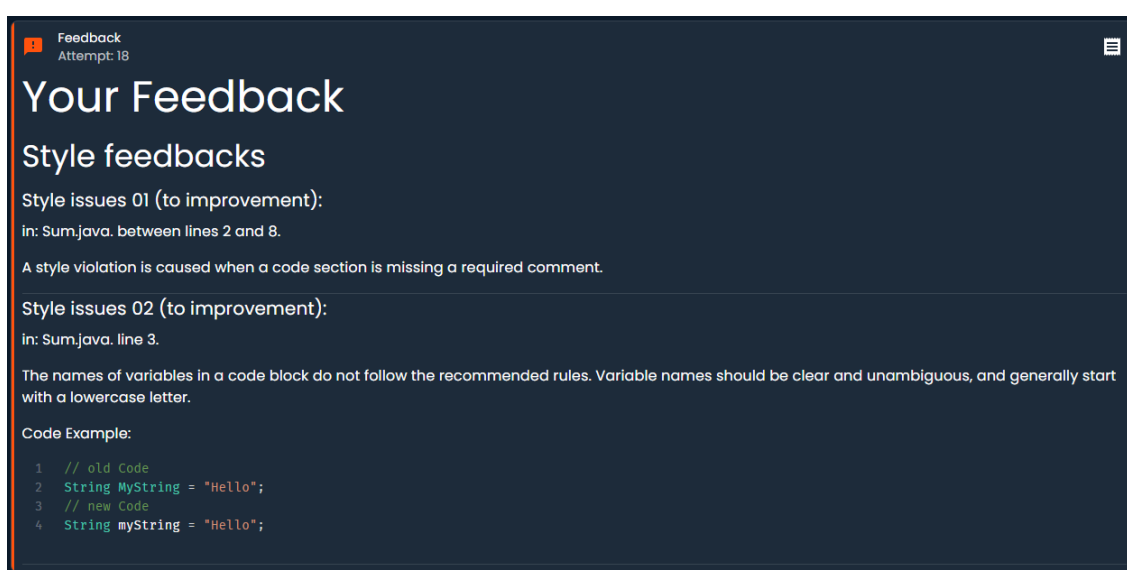 Feedback
Attempt: 18
Your Feedback
Style feedbacks
Style issues 01 (to improvement):
in: Sum.java. between lines 2 and 8.
A style violation is caused when a code section is missing a required comment.
Style issues 02 (to improvement):
in: Sum.java. line 3.
The names of variables in a code block do not follow the recommended rules. Variable names should be clear and unambiguous, and generally start
with a lowercase letter.
Code Example:
1 // old Code
2 String MyString = "Hello";
3 // new Code
4 String myString = "Hello";